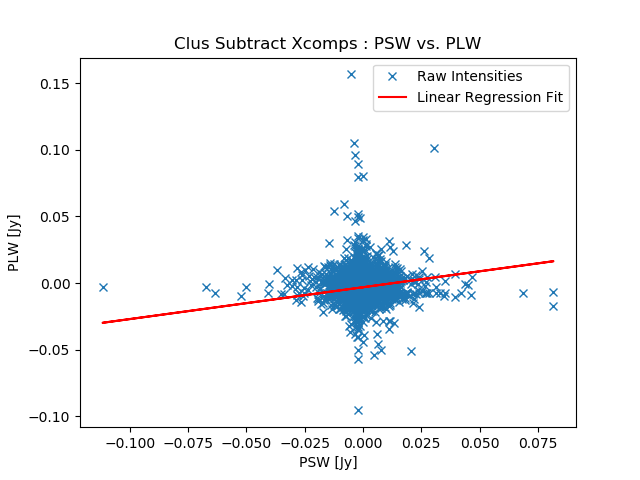 Clus Subtract Xcomps : PSW vs. PLW
Raw Intensities
Linear Regression Fit
PLW [Jy]
0.15
0.10
0.05
0.00
−0.05
−0.10
−0.100 −0.075 −0.050 −0.025 0.000 0.025 0.050 0.075
PSW [Jy]